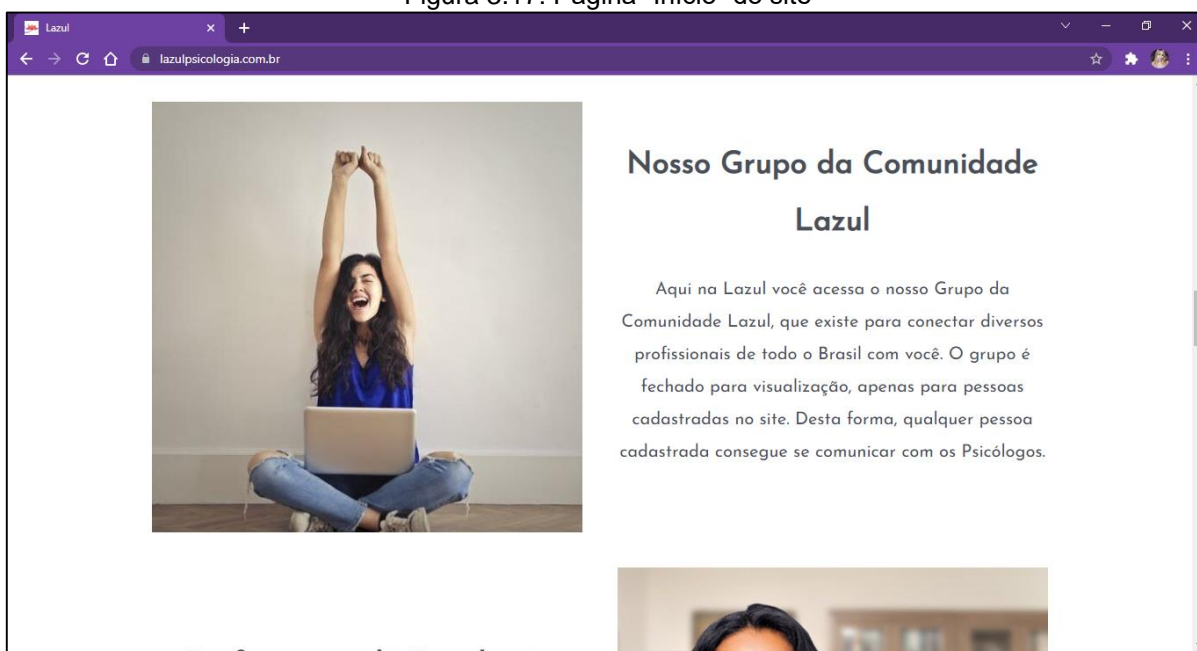 Lazul
lazulpsicologia.com.br
Nosso Grupo da Comunidade
Lazul
Aqui na Lazul você acessa o nosso Grupo da
Comunidade Lazul, que existe para conectar diversos
profissionais de todo o Brasil com você. O grupo é
fechado para visualização, apenas para pessoas
cadastradas no site. Desta forma, qualquer pessoa
cadastrada consegue se comunicar com os Psicólogos.